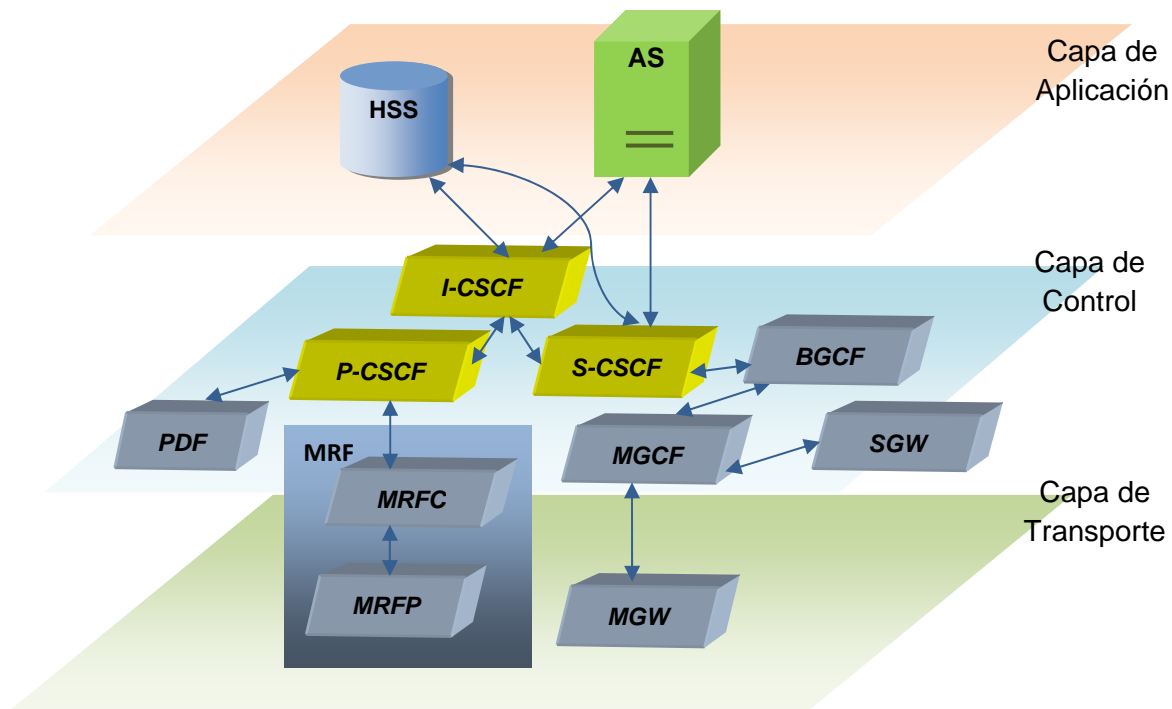 Capa de
Aplicación
AS
HSS
Capa de
Control
I-CSCF
P-CSCF
S-CSCF
BGCF
PDF
MRF
MGCF
SGW
MRFC
Capa de
Transporte
MRFP
MGW